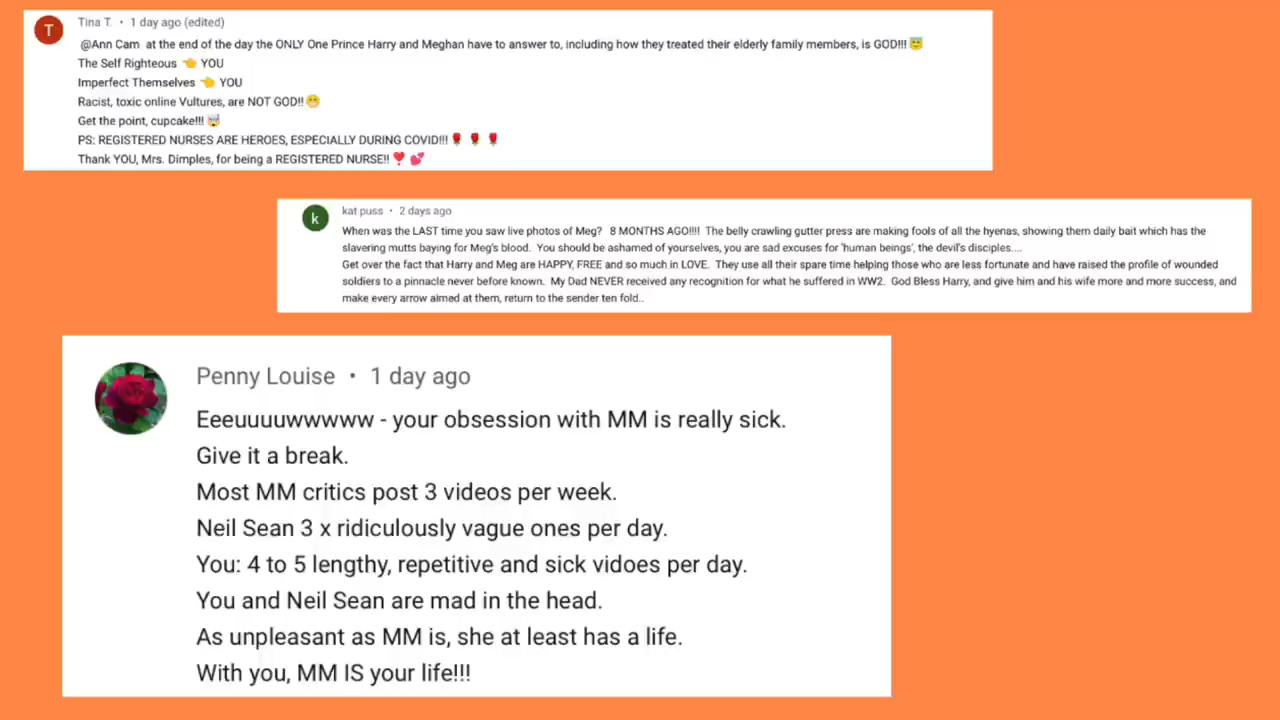 T
Tina T. • 1 day ago (edited)
@Ann Cam at the end of the day the ONLY One Prince Harry and Meghan have to answer to, including how they treated their elderly family members, is GOD!!! 😇
The Self Righteous 👈 YOU
Imperfect Themselves 👈 YOU
Racist, toxic online Vultures, are NOT GOD!! 😁
Get the point, cupcake!!! 🤯
PS: REGISTERED NURSES ARE HEROES, ESPECIALLY DURING COVID!!! 🌹 🌹 🌹
Thank YOU, Mrs. Dimples, for being a REGISTERED NURSE!! ❣️ 💕
k
kat puss • 2 days ago
When was the LAST time you saw live photos of Meg? 8 MONTHS AGO!!!! The belly crawling gutter press are making fools of all the hyenas, showing them daily bait which has the
slavering mutts baying for Meg's blood. You should be ashamed of yourselves, you are sad excuses for 'human beings', the devil's disciples....
Get over the fact that Harry and Meg are HAPPY, FREE and so much in LOVE. They use all their spare time helping those who are less fortunate and have raised the profile of wounded
soldiers to a pinnacle never before known. My Dad NEVER received any recognition for what he suffered in WW2. God Bless Harry, and give him and his wife more and more success, and
make every arrow aimed at them, return to the sender ten fold..
Penny Louise • 1 day ago
Eeeuuuuwwwww - your obsession with MM is really sick.
Give it a break.
Most MM critics post 3 videos per week.
Neil Sean 3 x ridiculously vague ones per day.
You: 4 to 5 lengthy, repetitive and sick vidoes per day.
You and Neil Sean are mad in the head.
As unpleasant as MM is, she at least has a life.
With you, MM IS your life!!!